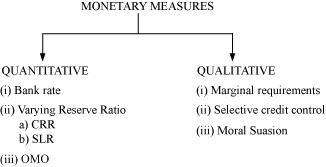 MONETARY MEASURES
QUANTITATIVE
(i) Bank rate
(ii) Varying Reserve Ratio
a) CRR
b) SLR
(iii) OMO
QUALITATIVE
(i) Marginal requirements
(ii) Selective credit control
(iii) Moral Suasion